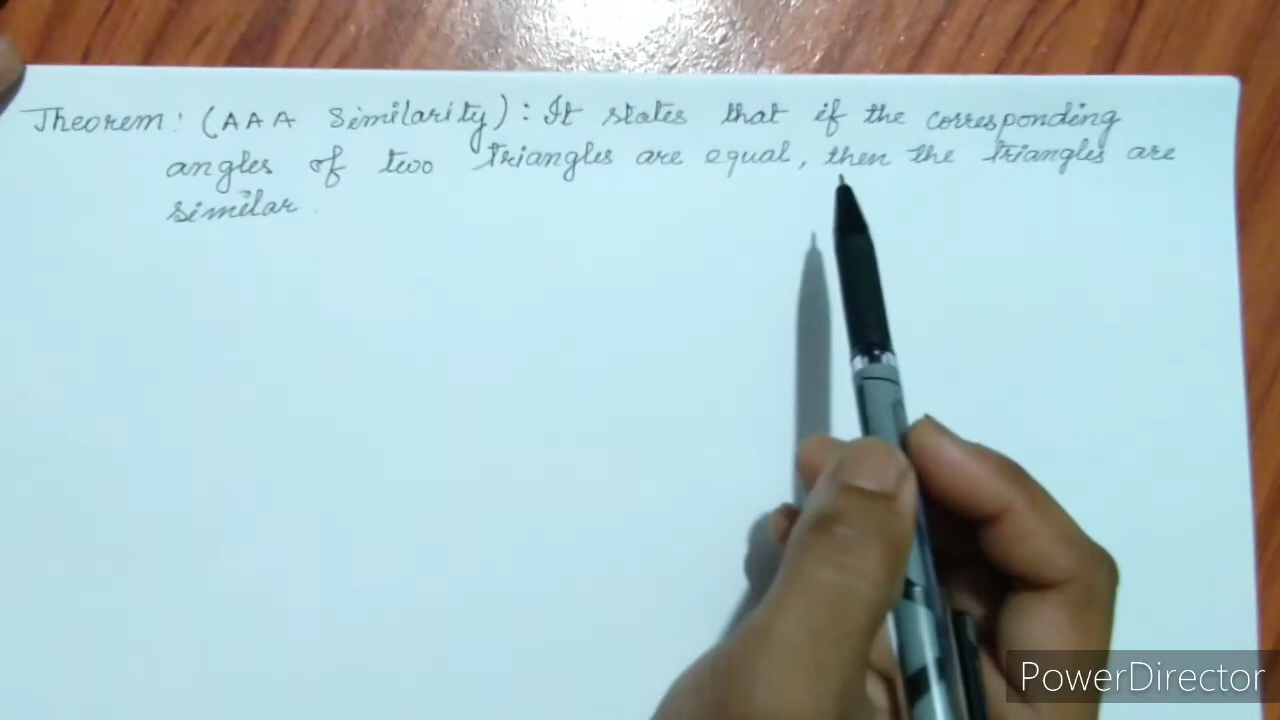 Theorem: (AAA Similarity): It states that if the corresponding
angles of two triangles are equal, then the triangles are
similar.
PowerDirector